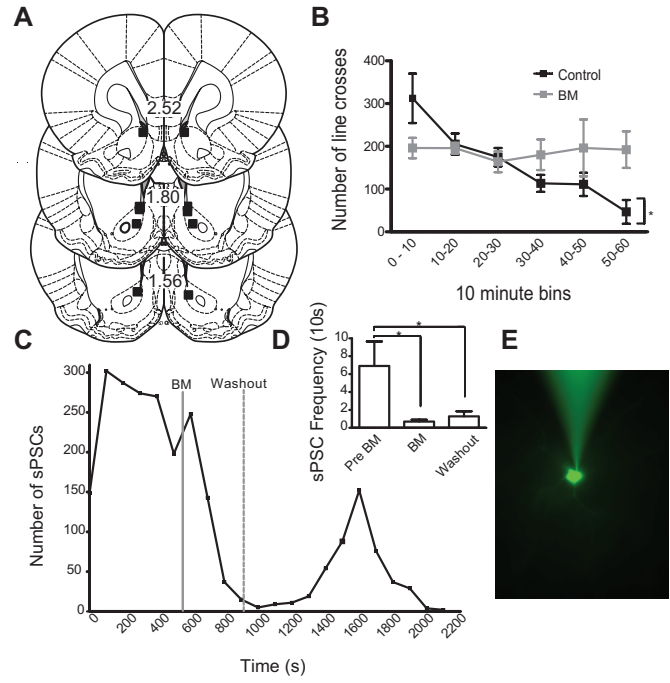 A
2.52
1.80
1.56
B
Number of line crosses
400
300
200
100
0
Control
BM
*
0 - 10
10-20
20-30
30-40
40-50
50-60
10 minute bins
C
Number of sPSCs
300
250
200
150
100
50
0
BM
Washout
0
200
400
600
800
1000
1200
1400
1600
1800
2000
2200
Time (s)
D
sPSC Frequency (10s)
10
8
6
4
2
0
*
*
Pre BM
BM
Washout
E